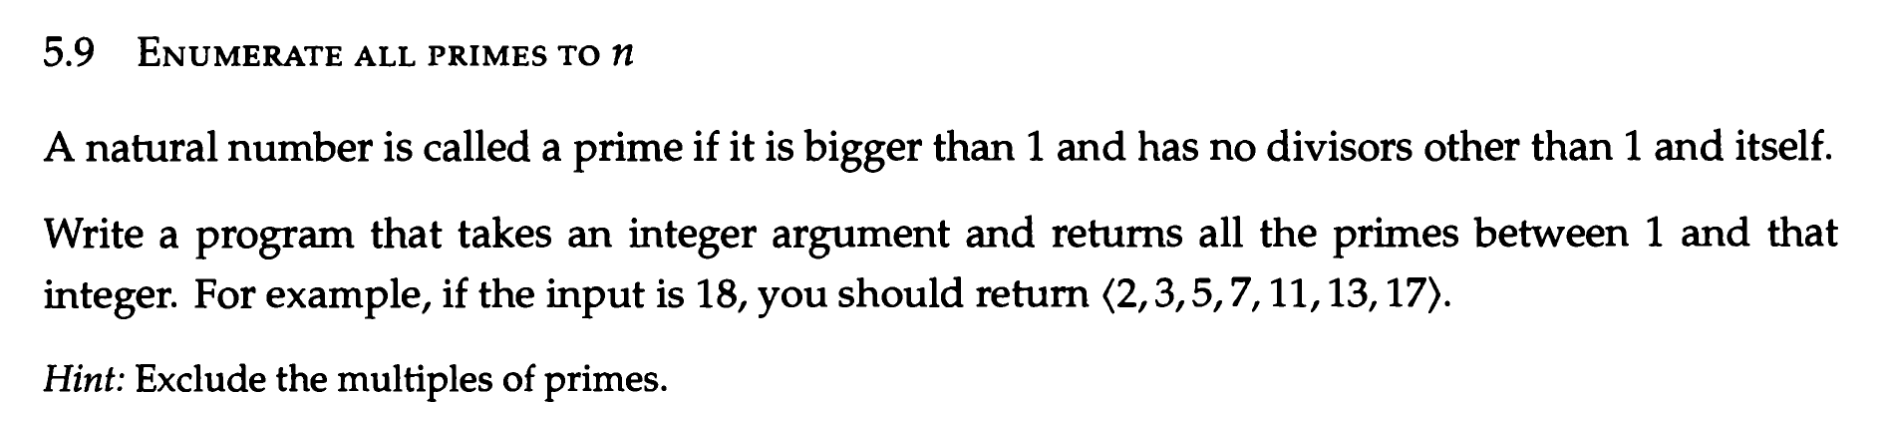 5.9 ENUMERATE ALL PRIMES TO n
A natural number is called a prime if it is bigger than 1 and has no divisors other than 1 and itself.
Write a program that takes an integer argument and returns all the primes between 1 and that
integer. For example, if the input is 18, you should return ⟨2, 3, 5, 7, 11, 13, 17⟩.
Hint: Exclude the multiples of primes.